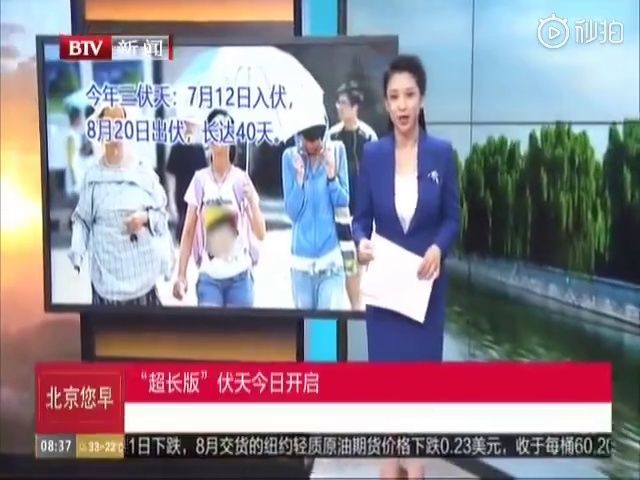 BTV新闻
秒拍
今年三伏天：7月12日入伏，
8月20日出伏，长达40天。
“超长版”伏天今日开启
北京您早
08:37
33~22
1日下跌，8月交货的纽约轻质原油期货价格下跌0.23美元，收于每桶60.20